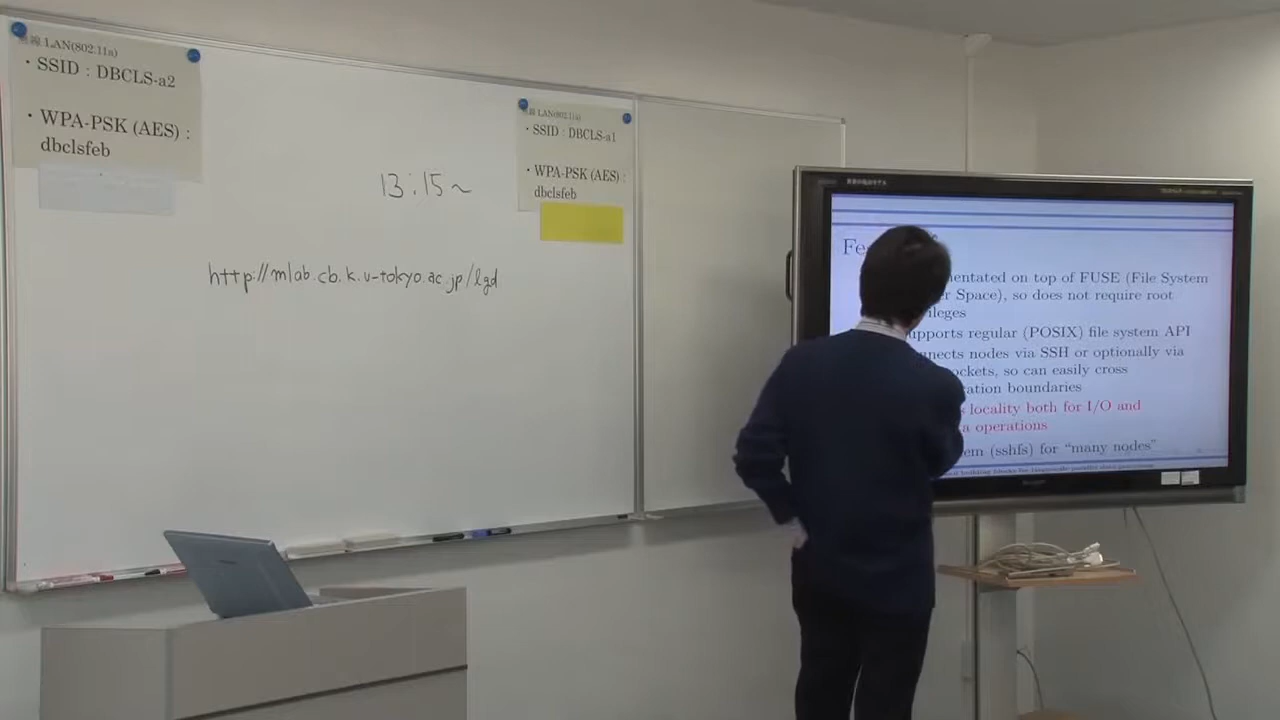 LAN(802.11a)
・SSID : DBCLS-a2
・WPA-PSK (AES) :
dbclsfeb
LAN(802.11a)
・SSID : DBCLS-a1
・WPA-PSK (AES) :
dbclsfeb
13:15~
http://mlab.cb.k.u-tokyo.ac.jp/lgd
Fe
mentated on top of FUSE (File System
er Space), so does not require root
vileges
upports regular (POSIX) file system API
nnects nodes via SSH or optionally via
ockets, so can easily cross
ration boundaries
locality both for I/O and
a operations
em (sshfs) for “many nodes”